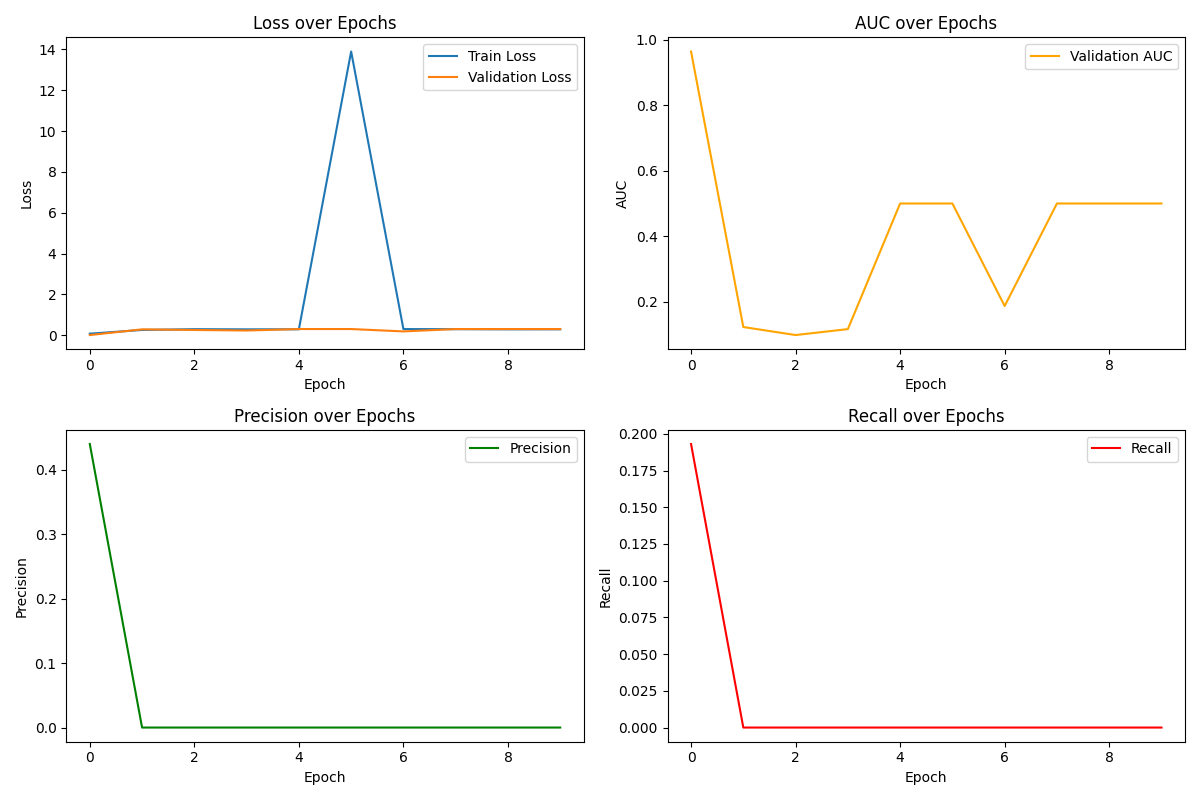 Loss over Epochs
14
12
10
8
6
4
2
0
Loss
Train Loss
Validation Loss
0 2 4 6 8
Epoch
AUC over Epochs
1.0
0.8
0.6
0.4
0.2
AUC
Validation AUC
0 2 4 6 8
Epoch
Precision over Epochs
0.4
0.3
0.2
0.1
0.0
Precision
Precision
0 2 4 6 8
Epoch
Recall over Epochs
0.200
0.175
0.150
0.125
0.100
0.075
0.050
0.025
0.000
Recall
Recall
0 2 4 6 8
Epoch